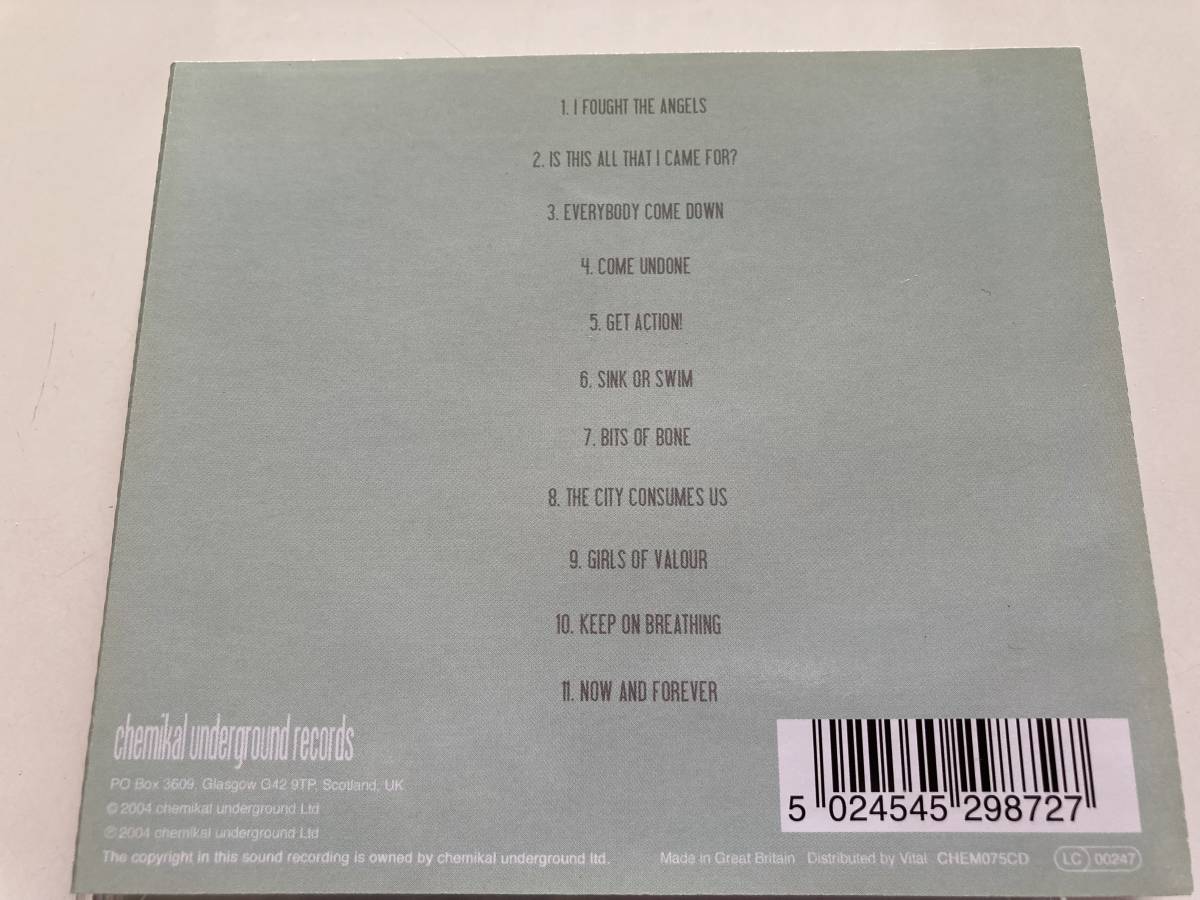 1. I FOUGHT THE ANGELS
2. IS THIS ALL THAT I CAME FOR?
3. EVERYBODY COME DOWN
4. COME UNDONE
5. GET ACTION!
6. SINK OR SWIM
7. BITS OF BONE
8. THE CITY CONSUMES US
9. GIRLS OF VALOUR
10. KEEP ON BREATHING
11. NOW AND FOREVER
chemikal underground records
PO Box 3609, Glasgow G42 9TP, Scotland, UK
© 2004 chemikal underground Ltd
℗ 2004 chemikal underground Ltd
The copyright in this sound recording is owned by chemikal underground ltd.
Made in Great Britain Distributed by Vital CHEM075CD LC 00247
5 024545 298727